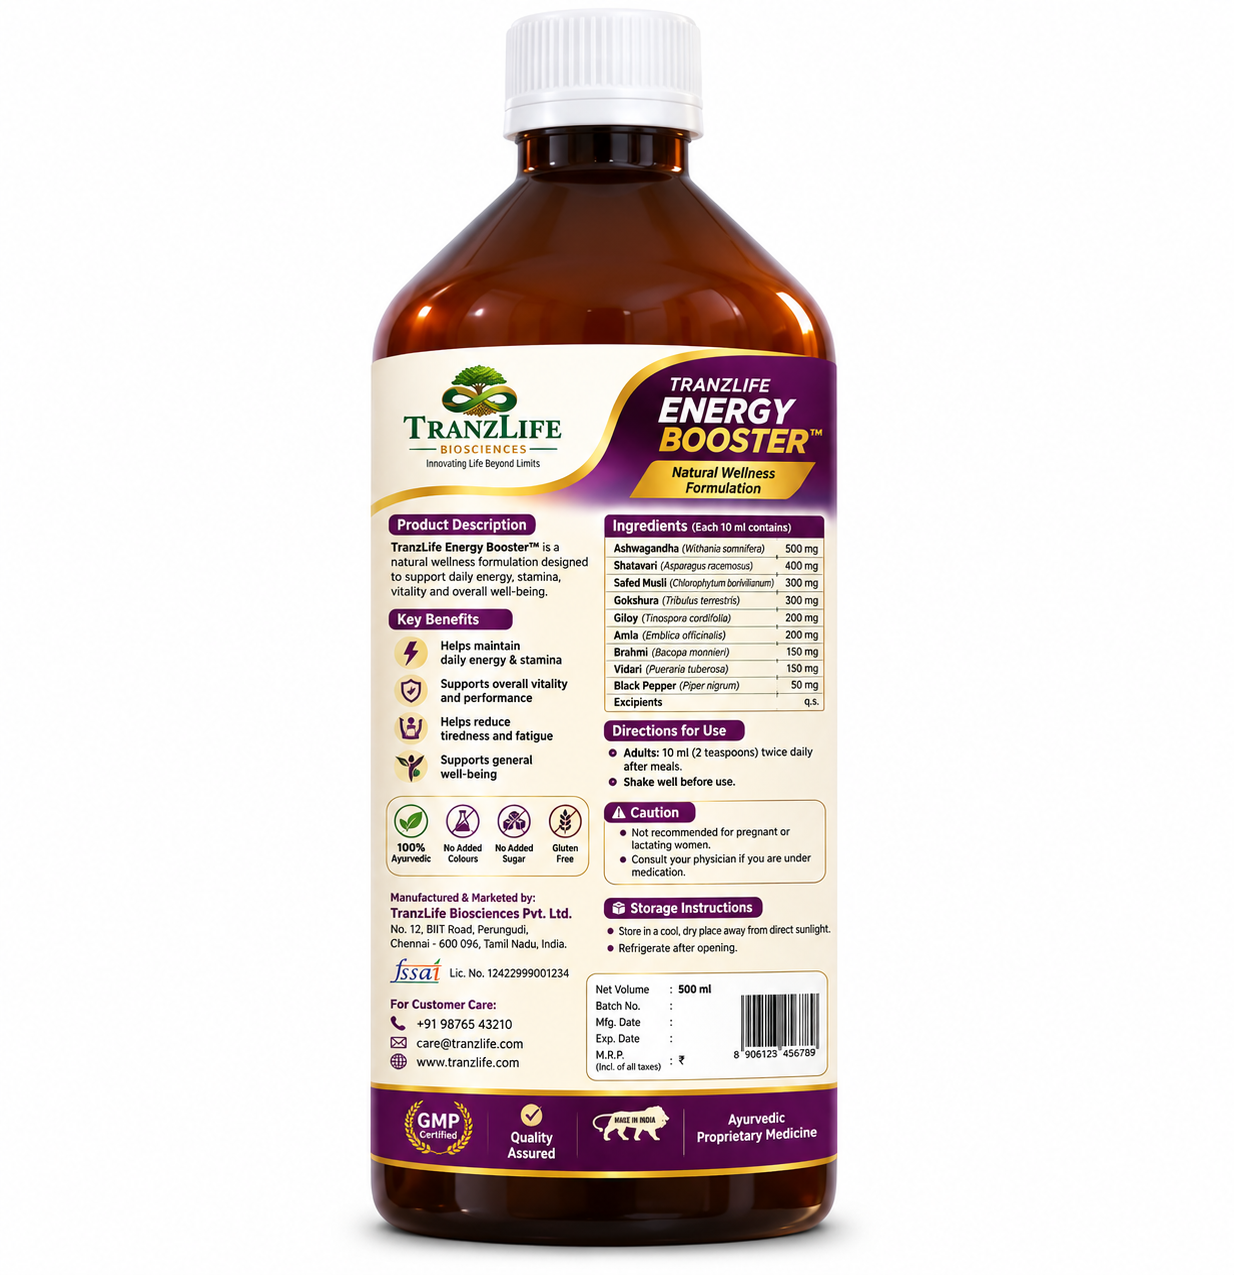 TRANZLIFE
BIOSCIENCES
Innovating Life Beyond Limits
TRANZLIFE
ENERGY
BOOSTER™
Natural Wellness
Formulation
Product Description
TranzLife Energy Booster™ is a
natural wellness formulation designed
to support daily energy, stamina,
vitality and overall well-being.
Key Benefits
Helps maintain
daily energy & stamina
Supports overall vitality
and performance
Helps reduce
tiredness and fatigue
Supports general
well-being
100%
Ayurvedic
No Added
Colours
No Added
Sugar
Gluten
Free
Manufactured & Marketed by:
TranzLife Biosciences Pvt. Ltd.
No. 12, BIIT Road, Perungudi,
Chennai - 600 096, Tamil Nadu, India.
fssai Lic. No. 12422999001234
For Customer Care:
+91 98765 43210
care@tranzlife.com
www.tranzlife.com
Ingredients (Each 10 ml contains)
Ashwagandha (Withania somnifera) 500 mg
Shatavari (Asparagus racemosus) 400 mg
Safed Musli (Chlorophytum borivilianum) 300 mg
Gokshura (Tribulus terrestris) 300 mg
Giloy (Tinospora cordifolia) 200 mg
Amla (Emblica officinalis) 200 mg
Brahmi (Bacopa monnieri) 150 mg
Vidari (Pueraria tuberosa) 150 mg
Black Pepper (Piper nigrum) 50 mg
Excipients q.s.
Directions for Use
Adults: 10 ml (2 teaspoons) twice daily
after meals.
Shake well before use.
Caution
Not recommended for pregnant or
lactating women.
Consult your physician if you are under
medication.
Storage Instructions
Store in a cool, dry place away from direct sunlight.
Refrigerate after opening.
Net Volume : 500 ml
Batch No. :
Mfg. Date :
Exp. Date :
M.R.P. : ₹
(Incl. of all taxes)
8 906123 456789
GMP
Certified
Quality
Assured
MAKE IN INDIA
Ayurvedic
Proprietary Medicine